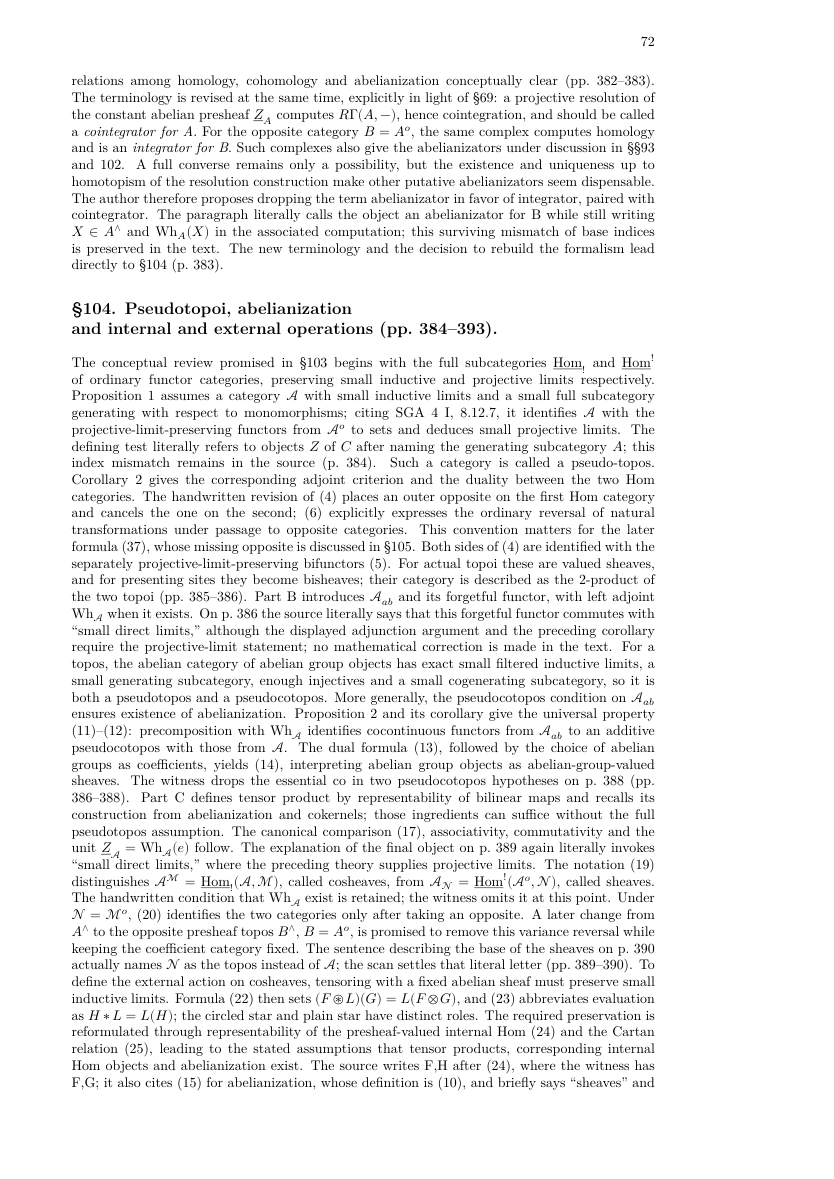 72
relations among homology, cohomology and abelianization conceptually clear (pp. 382–383).
The terminology is revised at the same time, explicitly in light of §69: a projective resolution of
the constant abelian presheaf Z_A computes RΓ(A, −), hence cointegration, and should be called
a cointegrator for A. For the opposite category B = Aᵒ, the same complex computes homology
and is an integrator for B. Such complexes also give the abelianizators under discussion in §§93
and 102. A full converse remains only a possibility, but the existence and uniqueness up to
homotopism of the resolution construction make other putative abelianizators seem dispensable.
The author therefore proposes dropping the term abelianizator in favor of integrator, paired with
cointegrator. The paragraph literally calls the object an abelianizator for B while still writing
X ∈ A^ and Wh_A(X) in the associated computation; this surviving mismatch of base indices
is preserved in the text. The new terminology and the decision to rebuild the formalism lead
directly to §104 (p. 383).
§104. Pseudotopoi, abelianization
and internal and external operations (pp. 384–393).
The conceptual review promised in §103 begins with the full subcategories Hom_! and Hom^!
of ordinary functor categories, preserving small inductive and projective limits respectively.
Proposition 1 assumes a category 𝒜 with small inductive limits and a small full subcategory
generating with respect to monomorphisms; citing SGA 4 I, 8.12.7, it identifies 𝒜 with the
projective-limit-preserving functors from 𝒜ᵒ to sets and deduces small projective limits. The
defining test literally refers to objects Z of C after naming the generating subcategory A; this
index mismatch remains in the source (p. 384). Such a category is called a pseudo-topos.
Corollary 2 gives the corresponding adjoint criterion and the duality between the two Hom
categories. The handwritten revision of (4) places an outer opposite on the first Hom category
and cancels the one on the second; (6) explicitly expresses the ordinary reversal of natural
transformations under passage to opposite categories. This convention matters for the later
formula (37), whose missing opposite is discussed in §105. Both sides of (4) are identified with the
separately projective-limit-preserving bifunctors (5). For actual topoi these are valued sheaves,
and for presenting sites they become bisheaves; their category is described as the 2-product of
the two topoi (pp. 385–386). Part B introduces 𝒜_ab and its forgetful functor, with left adjoint
Wh_𝒜 when it exists. On p. 386 the source literally says that this forgetful functor commutes with
“small direct limits,” although the displayed adjunction argument and the preceding corollary
require the projective-limit statement; no mathematical correction is made in the text. For a
topos, the abelian category of abelian group objects has exact small filtered inductive limits, a
small generating subcategory, enough injectives and a small cogenerating subcategory, so it is
both a pseudotopos and a pseudocotopos. More generally, the pseudocotopos condition on 𝒜_ab
ensures existence of abelianization. Proposition 2 and its corollary give the universal property
(11)–(12): precomposition with Wh_𝒜 identifies cocontinuous functors from 𝒜_ab to an additive
pseudocotopos with those from 𝒜. The dual formula (13), followed by the choice of abelian
groups as coefficients, yields (14), interpreting abelian group objects as abelian-group-valued
sheaves. The witness drops the essential co in two pseudocotopos hypotheses on p. 388 (pp.
386–388). Part C defines tensor product by representability of bilinear maps and recalls its
construction from abelianization and cokernels; those ingredients can suffice without the full
pseudotopos assumption. The canonical comparison (17), associativity, commutativity and the
unit Z_𝒜 = Wh_𝒜(e) follow. The explanation of the final object on p. 389 again literally invokes
“small direct limits,” where the preceding theory supplies projective limits. The notation (19)
distinguishes 𝒜^ℳ = Hom_!(𝒜, ℳ), called cosheaves, from 𝒜_𝒩 = Hom^!(𝒜ᵒ, 𝒩), called sheaves.
The handwritten condition that Wh_𝒜 exist is retained; the witness omits it at this point. Under
𝒩 = ℳᵒ, (20) identifies the two categories only after taking an opposite. A later change from
A^ to the opposite presheaf topos B^, B = Aᵒ, is promised to remove this variance reversal while
keeping the coefficient category fixed. The sentence describing the base of the sheaves on p. 390
actually names 𝒩 as the topos instead of 𝒜; the scan settles that literal letter (pp. 389–390). To
define the external action on cosheaves, tensoring with a fixed abelian sheaf must preserve small
inductive limits. Formula (22) then sets (F ⊛ L)(G) = L(F ⊗ G), and (23) abbreviates evaluation
as H ∗ L = L(H); the circled star and plain star have distinct roles. The required preservation is
reformulated through representability of the presheaf-valued internal Hom (24) and the Cartan
relation (25), leading to the stated assumptions that tensor products, corresponding internal
Hom objects and abelianization exist. The source writes F,H after (24), where the witness has
F,G; it also cites (15) for abelianization, whose definition is (10), and briefly says “sheaves” and